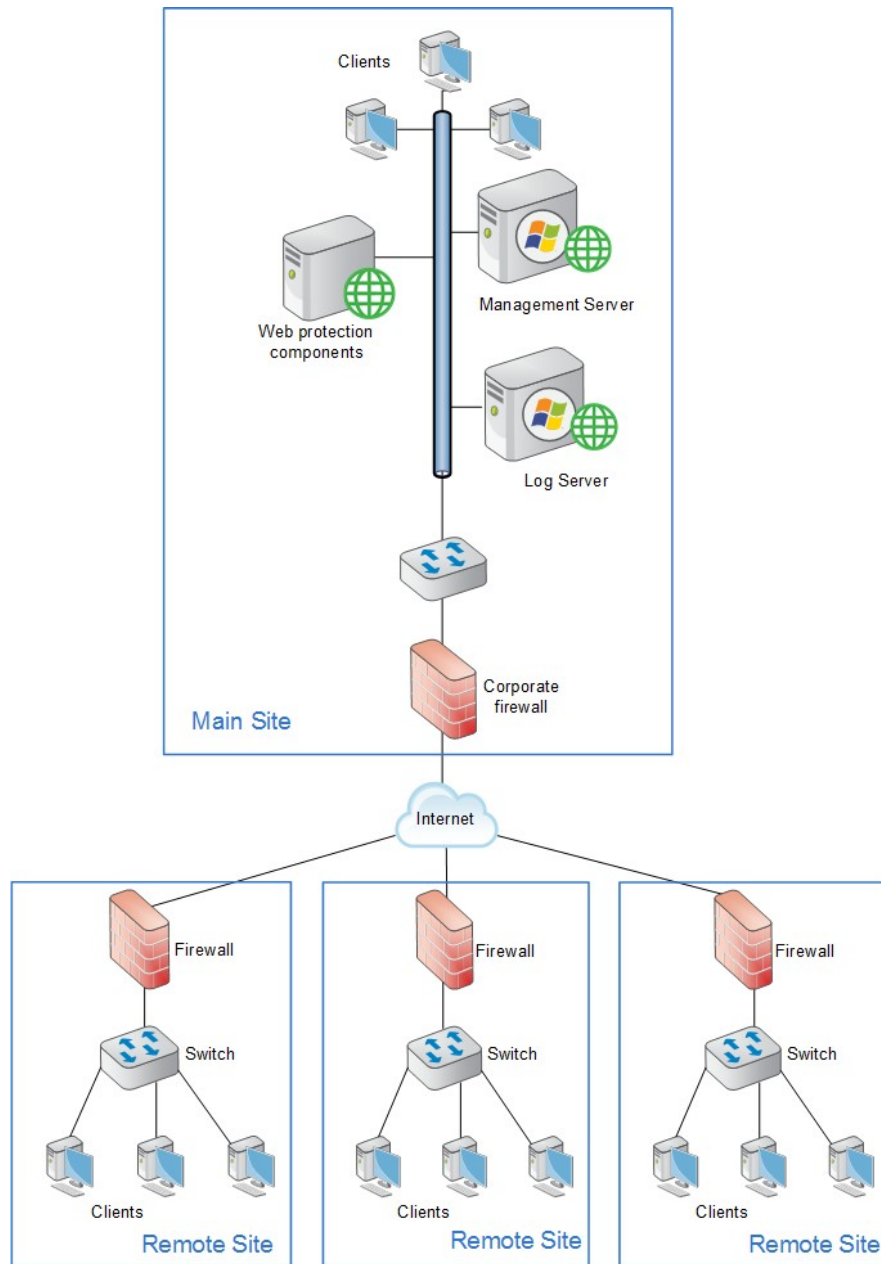 Clients
Management Server
Web protection
components
Log Server
Corporate
firewall
Main Site
Internet
Firewall
Switch
Clients
Remote Site
Firewall
Switch
Clients
Remote Site
Firewall
Switch
Clients
Remote Site